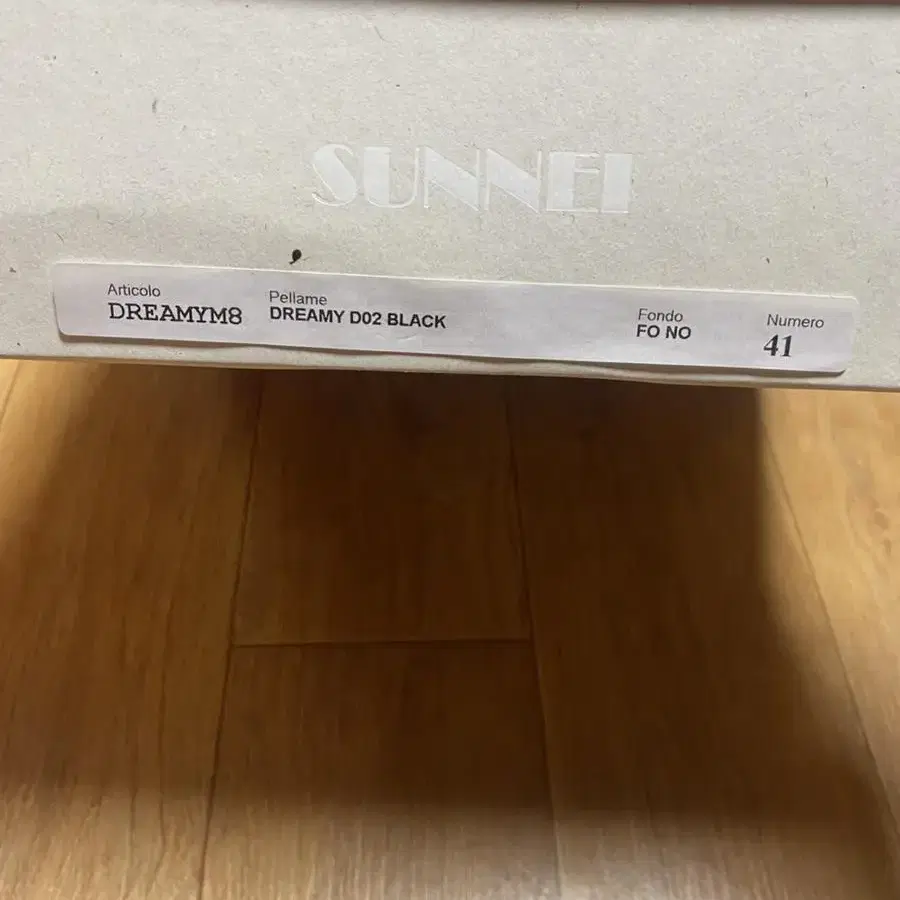 SUNNEI
Articolo
DREAMYM8
Pellame
DREAMY D02 BLACK
Fondo
FO NO
Numero
41